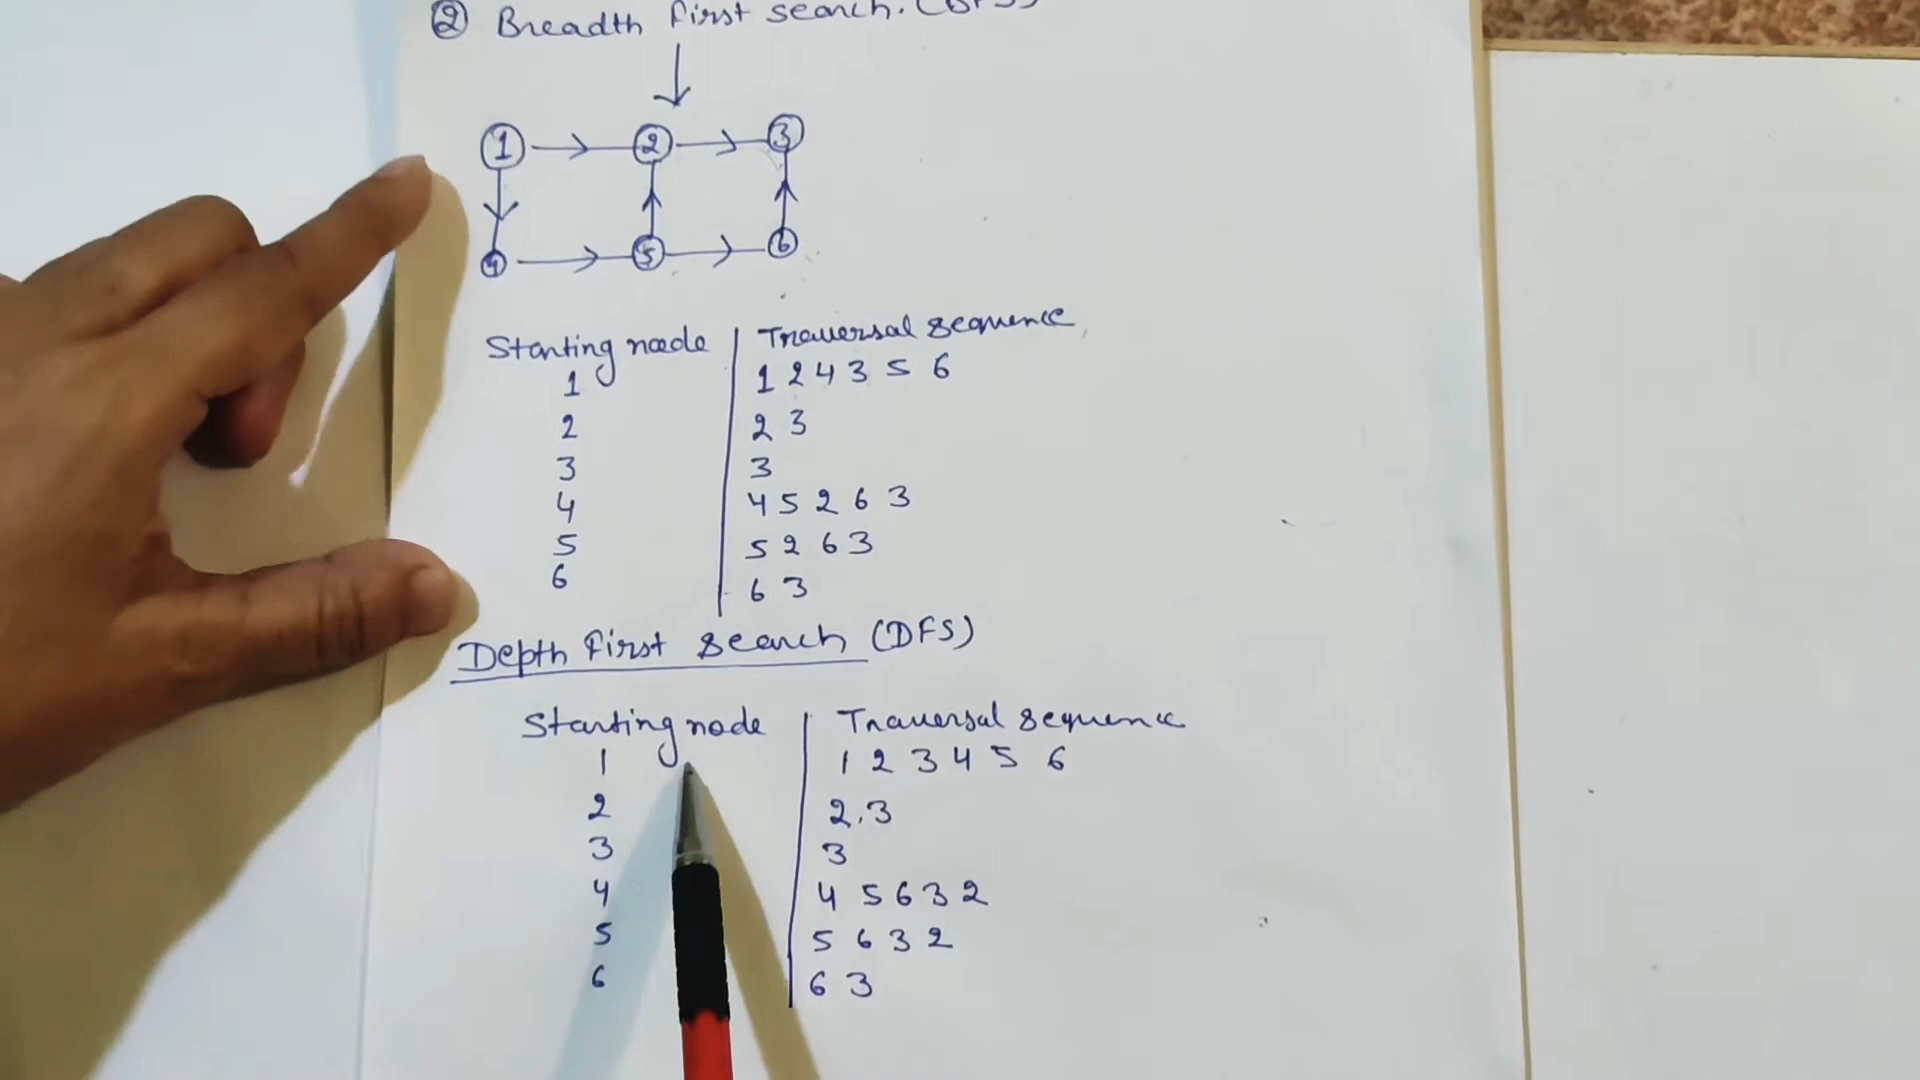 ② Breadth first search. (BFS)
1 2 3
4 5 6
Starting node | Traversal sequence
1 | 1 2 4 3 5 6
2 | 2 3
3 | 3
4 | 4 5 2 6 3
5 | 5 2 6 3
6 | 6 3
Depth first search (DFS)
Starting node | Traversal sequence
1 | 1 2 3 4 5 6
2 | 2.3
3 | 3
4 | 4 5 6 3 2
5 | 5 6 3 2
6 | 6 3